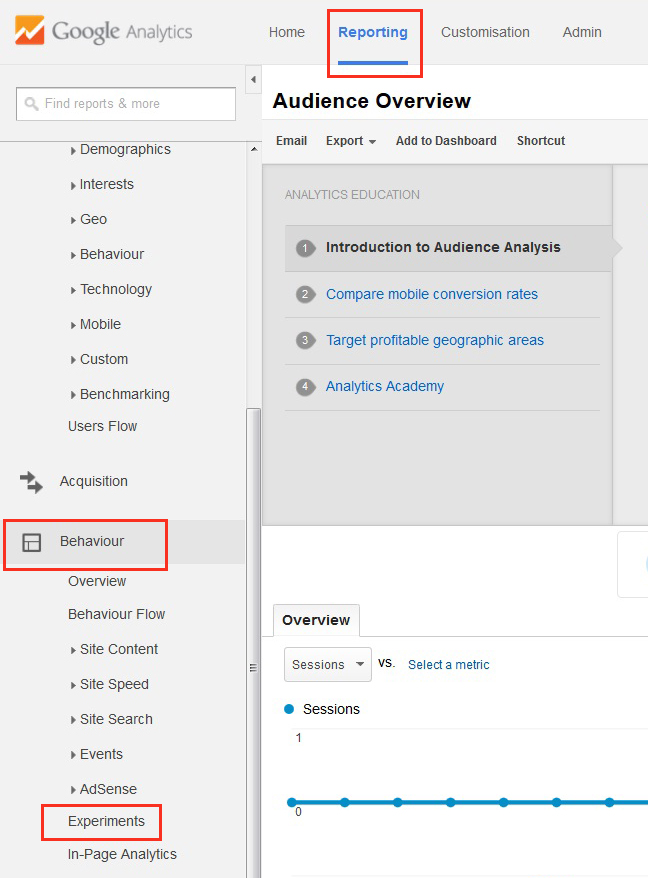 Google Analytics
Home Reporting Customisation Admin
Find reports & more
Demographics
Interests
Geo
Behaviour
Technology
Mobile
Custom
Benchmarking
Users Flow
Acquisition
Behaviour
Overview
Behaviour Flow
Site Content
Site Speed
Site Search
Events
AdSense
Experiments
In-Page Analytics
Audience Overview
Email Export Add to Dashboard Shortcut
ANALYTICS EDUCATION
1 Introduction to Audience Analysis
2 Compare mobile conversion rates
3 Target profitable geographic areas
4 Analytics Academy
Overview
Sessions vs. Select a metric
Sessions
1
0